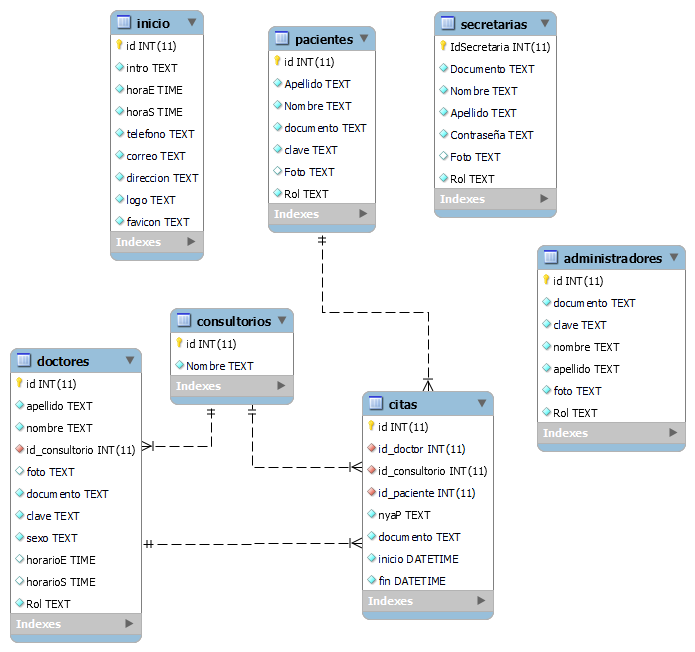 inicio
id INT(11)
intro TEXT
horaE TIME
horaS TIME
telefono TEXT
correo TEXT
direccion TEXT
logo TEXT
favicon TEXT
Indexes
pacientes
id INT(11)
Apellido TEXT
Nombre TEXT
documento TEXT
clave TEXT
Foto TEXT
Rol TEXT
Indexes
secretarias
IdSecretaria INT(11)
Documento TEXT
Nombre TEXT
Apellido TEXT
Contraseña TEXT
Foto TEXT
Rol TEXT
Indexes
administradores
id INT(11)
documento TEXT
clave TEXT
nombre TEXT
apellido TEXT
foto TEXT
Rol TEXT
Indexes
consultorios
id INT(11)
Nombre TEXT
Indexes
doctores
id INT(11)
apellido TEXT
nombre TEXT
id_consultorio INT(11)
foto TEXT
documento TEXT
clave TEXT
sexo TEXT
horarioE TIME
horarioS TIME
Rol TEXT
Indexes
citas
id INT(11)
id_doctor INT(11)
id_consultorio INT(11)
id_paciente INT(11)
nyaP TEXT
documento TEXT
inicio DATETIME
fin DATETIME
Indexes